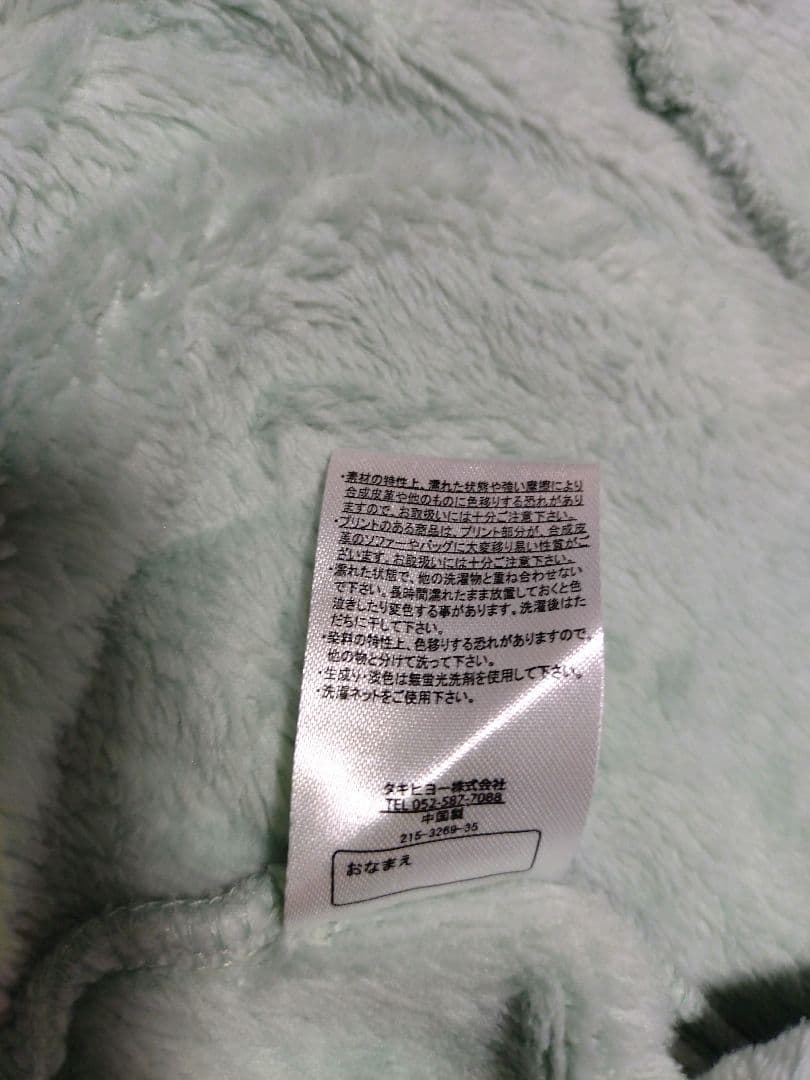 ・素材の特性上、濡れた状態や強い摩擦により
合成皮革や他のものに色移りする恐れがあり
ますので、お取扱いには十分ご注意下さい。
・プリントのある商品は、プリント部分が、合成皮
革のソファーやバッグに大変移り易い性質がご
ざいます。お取扱いには十分ご注意下さい。
・濡れた状態で、他の洗濯物と重ね合わせない
で下さい。長時間濡れたまま放置しておくと色
泣きしたり変色する事があります。洗濯後はた
だちに干して下さい。
・染料の特性上、色移りする恐れがありますので、
他の物と分けて洗って下さい。
・生成り・淡色は無蛍光洗剤を使用して下さい。
・洗濯ネットをご使用下さい。
タキヒヨー株式会社
TEL 052-587-7088
中国製
215-3269-35
おなまえ